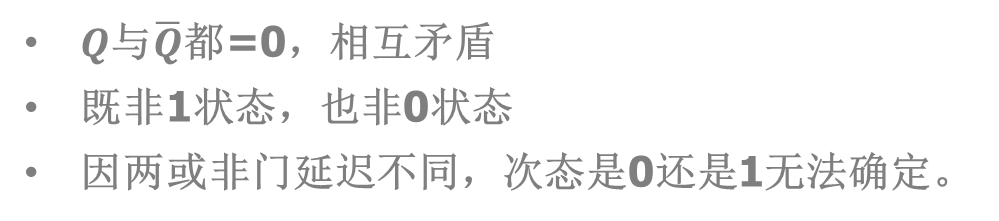 • Q与Q̅都=0，相互矛盾
• 既非1状态，也非0状态
• 因两或非门延迟不同，次态是0还是1无法确定。